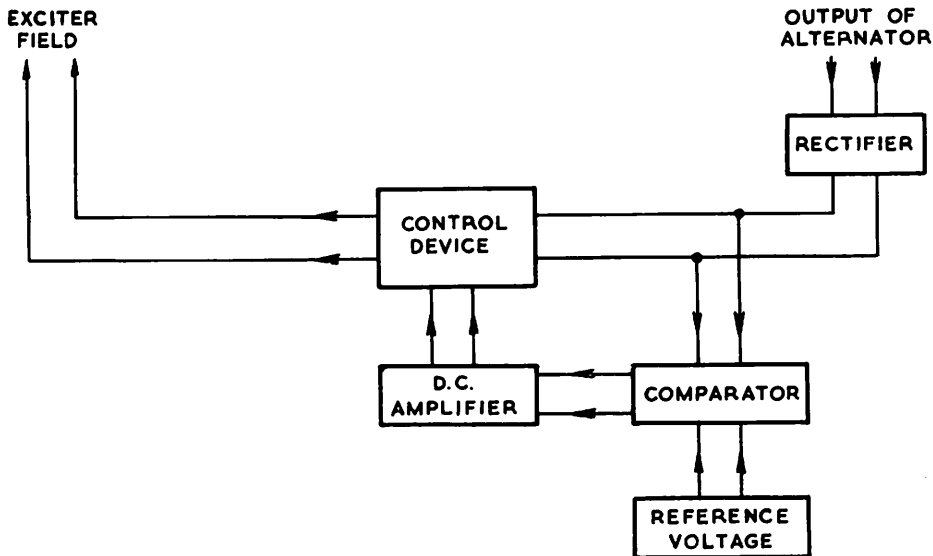 EXCITER
FIELD
OUTPUT OF
ALTERNATOR
RECTIFIER
CONTROL
DEVICE
D.C.
AMPLIFIER
COMPARATOR
REFERENCE
VOLTAGE